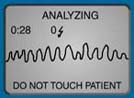 ANALYZING
0:28 0
DO NOT TOUCH PATIENT